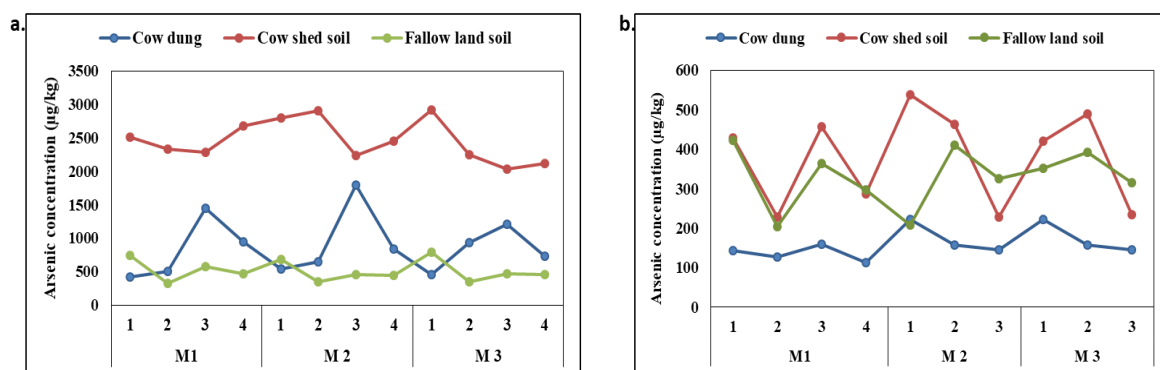 a.
Cow dung Cow shed soil Fallow land soil
Arsenic concentration (µg/kg)
3500
3000
2500
2000
1500
1000
500
0
1 2 3 4 1 2 3 4 1 2 3 4
M1 M 2 M 3
b.
Cow dung Cow shed soil Fallow land soil
Arsenic concentration (µg/kg)
600
500
400
300
200
100
0
1 2 3 4 1 2 3 1 2 3
M1 M 2 M 3